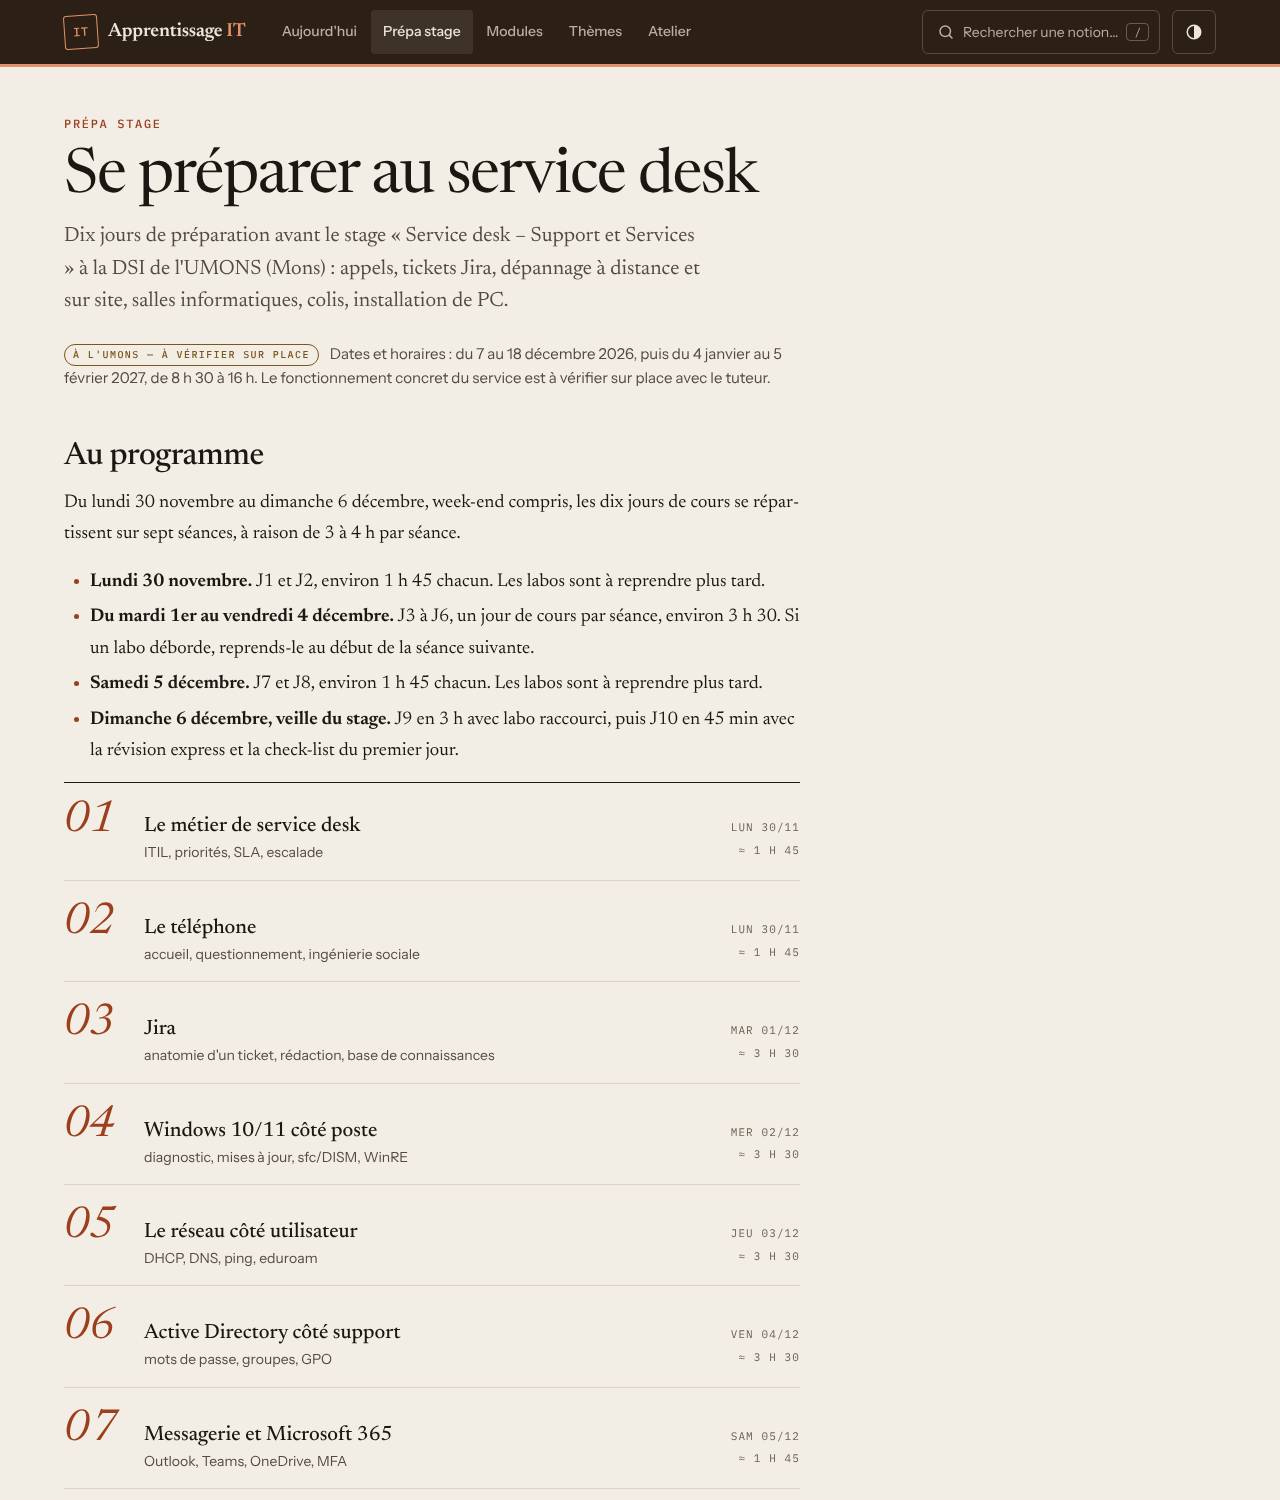 IT Apprentissage IT Aujourd'hui Prépa stage Modules Thèmes Atelier Rechercher une notion... /
PRÉPA STAGE
Se préparer au service desk
Dix jours de préparation avant le stage « Service desk – Support et Services
» à la DSI de l'UMONS (Mons) : appels, tickets Jira, dépannage à distance et
sur site, salles informatiques, colis, installation de PC.
À L'UMONS — À VÉRIFIER SUR PLACE Dates et horaires : du 7 au 18 décembre 2026, puis du 4 janvier au 5
février 2027, de 8 h 30 à 16 h. Le fonctionnement concret du service est à vérifier sur place avec le tuteur.
Au programme
Du lundi 30 novembre au dimanche 6 décembre, week-end compris, les dix jours de cours se répar-
tissent sur sept séances, à raison de 3 à 4 h par séance.
• Lundi 30 novembre. J1 et J2, environ 1 h 45 chacun. Les labos sont à reprendre plus tard.
• Du mardi 1er au vendredi 4 décembre. J3 à J6, un jour de cours par séance, environ 3 h 30. Si
un labo déborde, reprends-le au début de la séance suivante.
• Samedi 5 décembre. J7 et J8, environ 1 h 45 chacun. Les labos sont à reprendre plus tard.
• Dimanche 6 décembre, veille du stage. J9 en 3 h avec labo raccourci, puis J10 en 45 min avec
la révision express et la check-list du premier jour.
01 Le métier de service desk LUN 30/11
ITIL, priorités, SLA, escalade ≈ 1 H 45
02 Le téléphone LUN 30/11
accueil, questionnement, ingénierie sociale ≈ 1 H 45
03 Jira MAR 01/12
anatomie d'un ticket, rédaction, base de connaissances ≈ 3 H 30
04 Windows 10/11 côté poste MER 02/12
diagnostic, mises à jour, sfc/DISM, WinRE ≈ 3 H 30
05 Le réseau côté utilisateur JEU 03/12
DHCP, DNS, ping, eduroam ≈ 3 H 30
06 Active Directory côté support VEN 04/12
mots de passe, groupes, GPO ≈ 3 H 30
07 Messagerie et Microsoft 365 SAM 05/12
Outlook, Teams, OneDrive, MFA ≈ 1 H 45